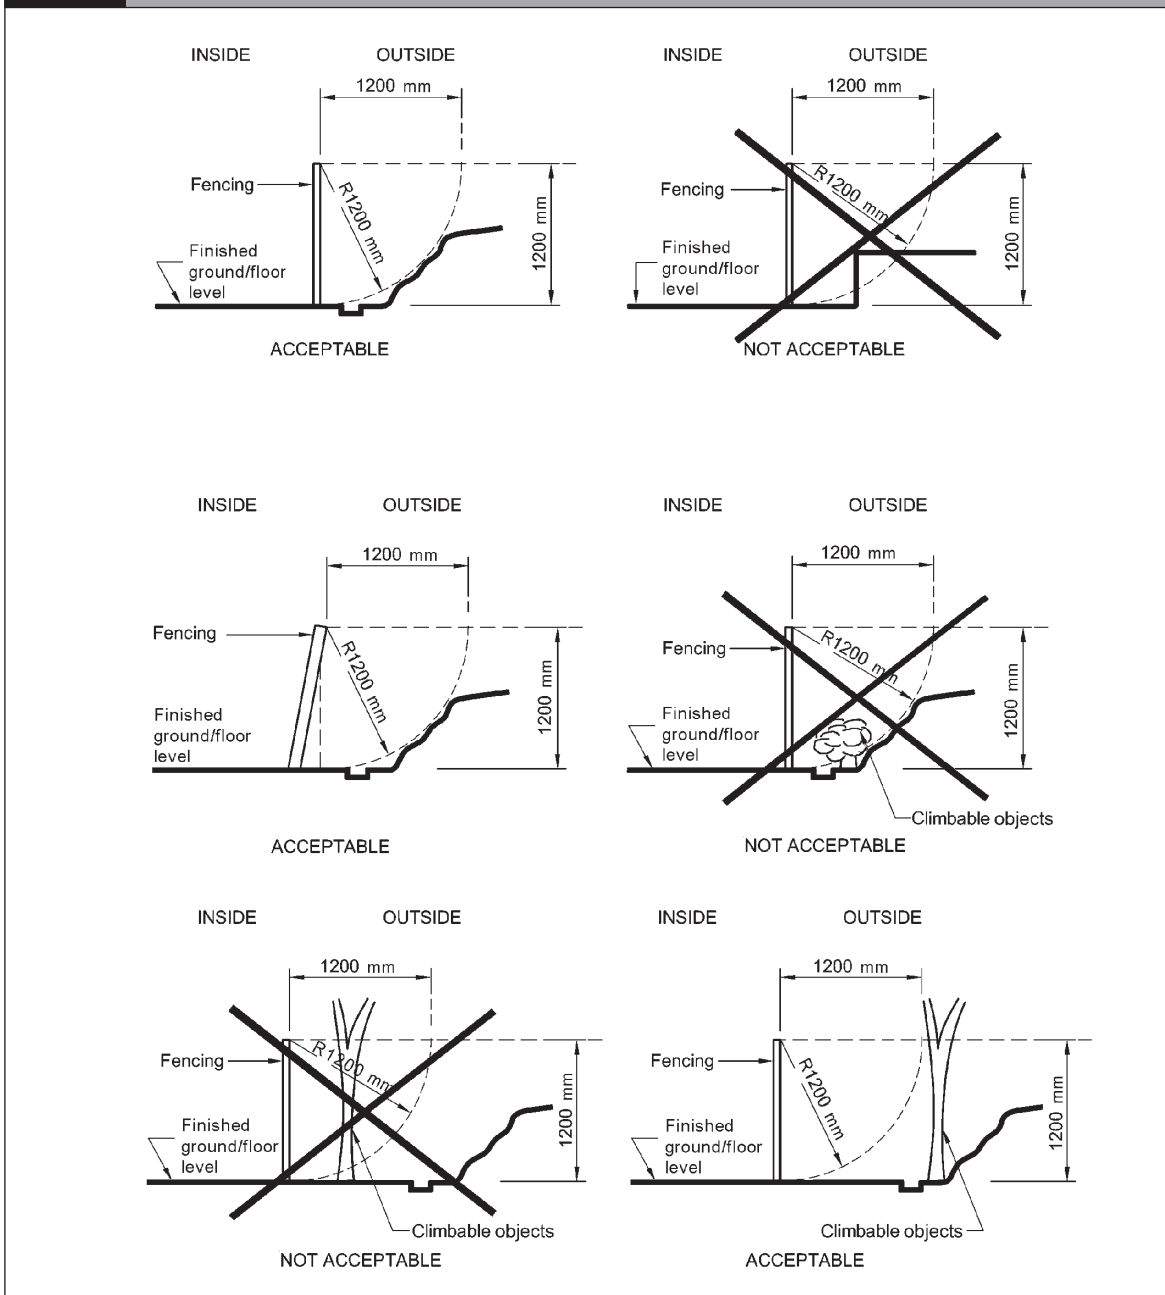 INSIDE OUTSIDE
1200 mm
Fencing
R1200 mm
1200 mm
Finished
ground/floor
level
ACCEPTABLE
INSIDE OUTSIDE
1200 mm
Fencing
R1200 mm
1200 mm
Finished
ground/floor
level
NOT ACCEPTABLE
INSIDE OUTSIDE
1200 mm
Fencing
R1200 mm
1200 mm
Finished
ground/floor
level
ACCEPTABLE
INSIDE OUTSIDE
1200 mm
Fencing
R1200 mm
1200 mm
Finished
ground/floor
level
Climbable objects
NOT ACCEPTABLE
INSIDE OUTSIDE
1200 mm
Fencing
R1200 mm
1200 mm
Finished
ground/floor
level
Climbable objects
NOT ACCEPTABLE
INSIDE OUTSIDE
1200 mm
Fencing
R1200 mm
1200 mm
Finished
ground/floor
level
Climbable objects
ACCEPTABLE